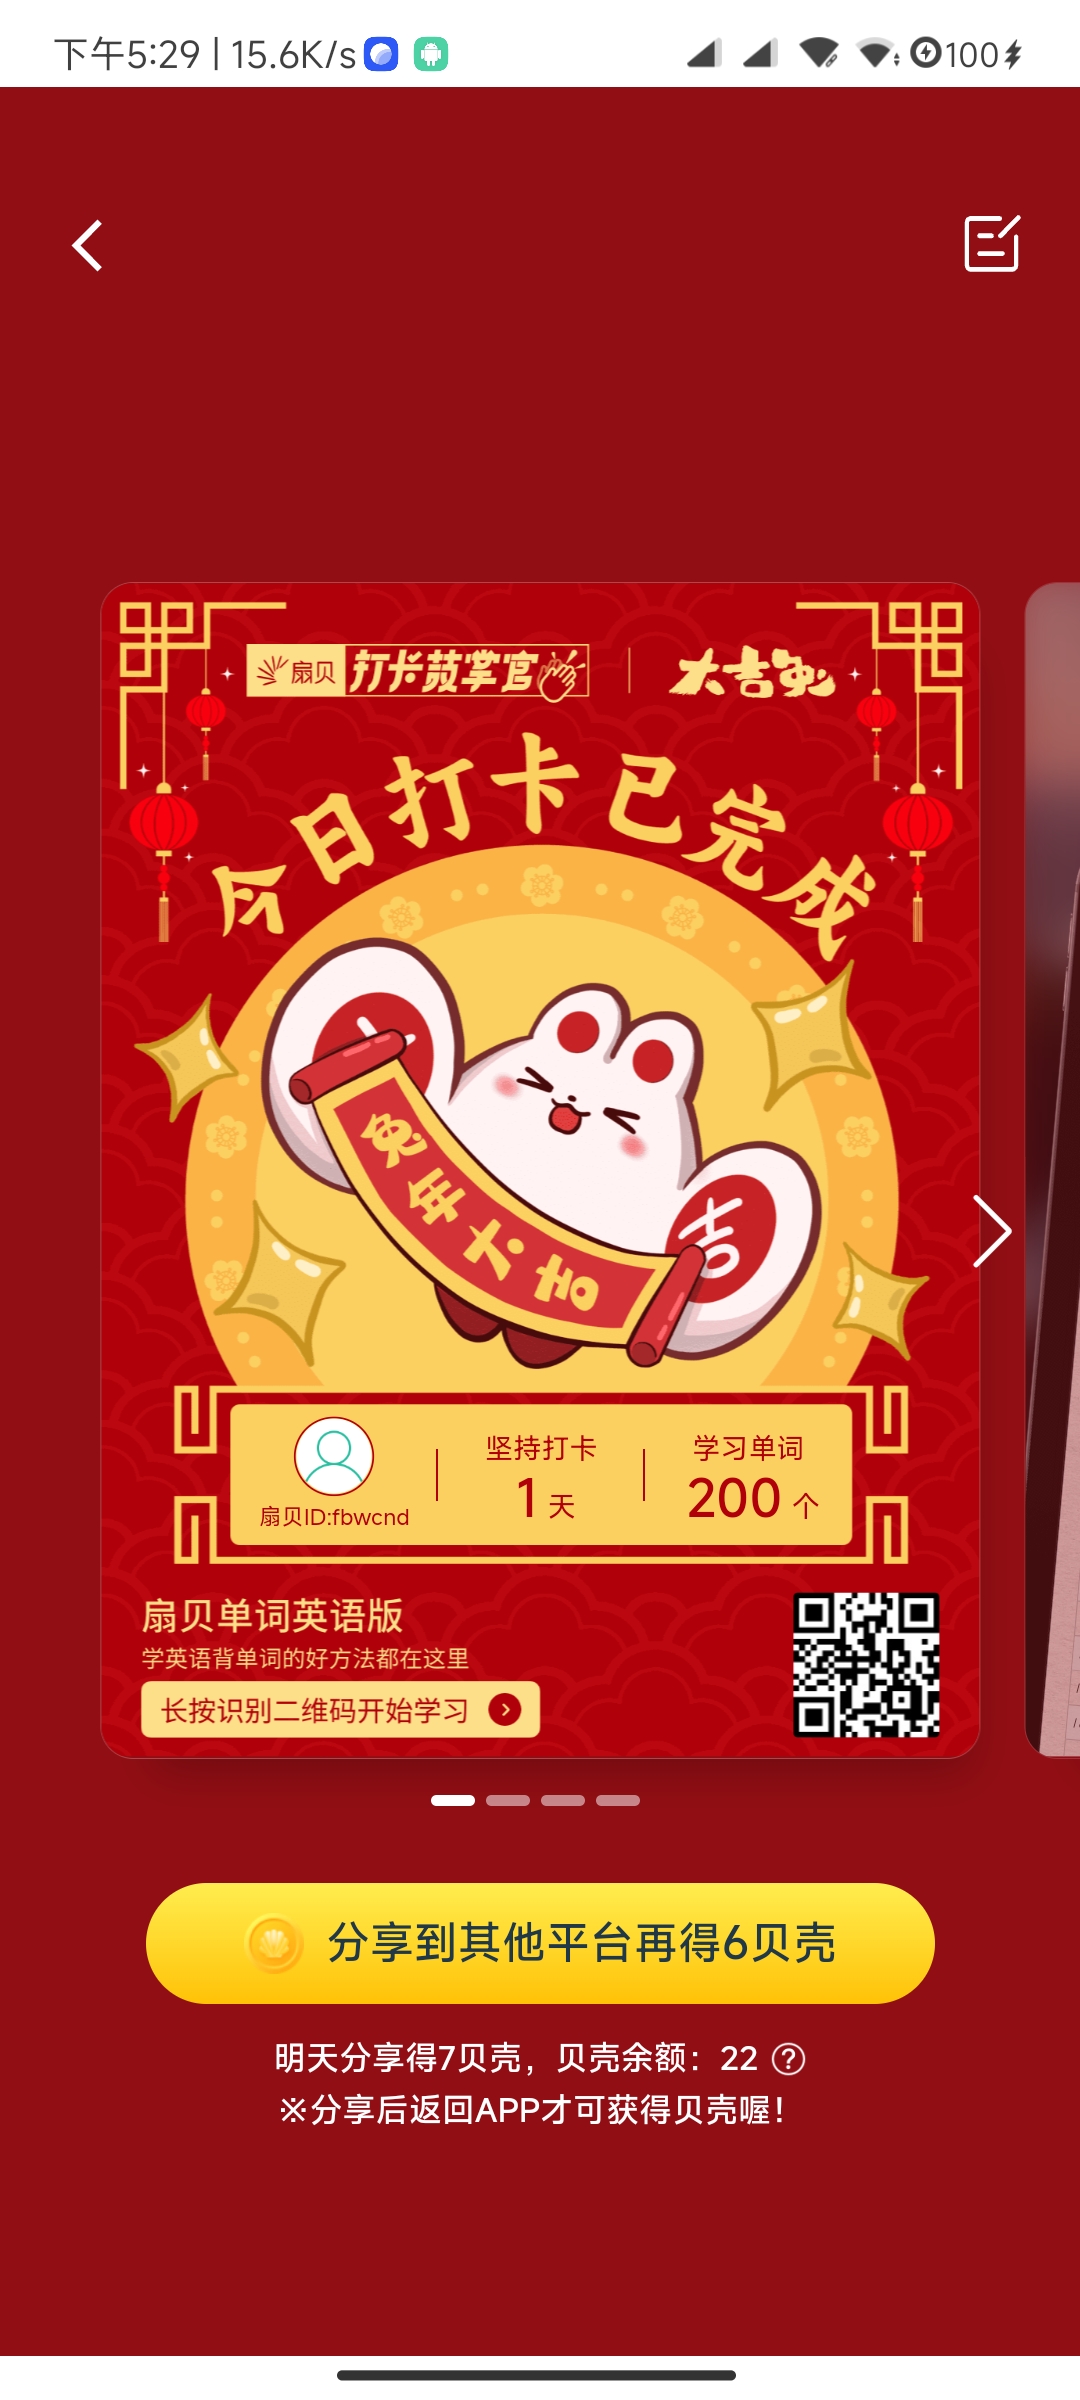 下午5:29 | 15.6K/s
100
扇贝 打卡鼓掌官 | 大吉兔
今日打卡已完成
大
吉
兔年大吉
坚持打卡
学习单词
1 天
200 个
扇贝ID:fbwcnd
扇贝单词英语版
学英语背单词的好方法都在这里
长按识别二维码开始学习
分享到其他平台再得6贝壳
明天分享得7贝壳，贝壳余额：22 ?
※分享后返回APP才可获得贝壳喔！